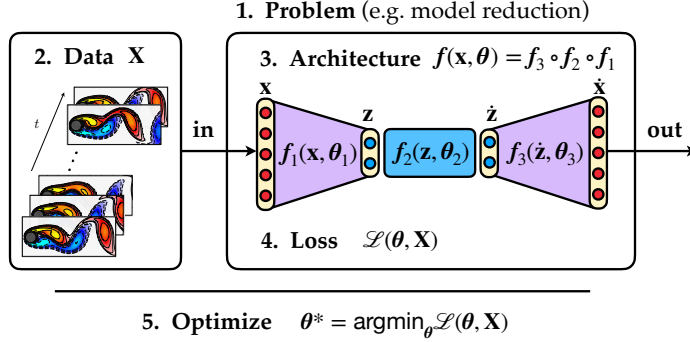 1. Problem (e.g. model reduction)
2. Data X
t
in
3. Architecture f(x, θ) = f₃ ∘ f₂ ∘ f₁
x
z
ż
ẋ
f₁(x, θ₁)
f₂(z, θ₂)
f₃(ż, θ₃)
4. Loss ℒ(θ, X)
out
5. Optimize θ* = argmin_θ ℒ(θ, X)